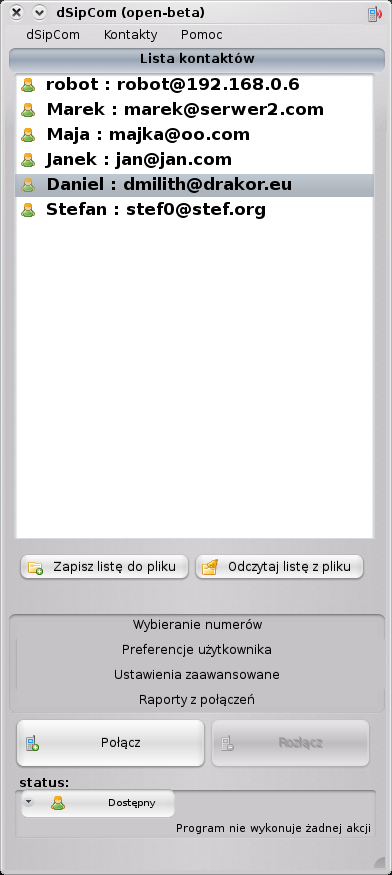 dSipCom (open-beta)
dSipCom Kontakty Pomoc
Lista kontaktów
robot : robot@192.168.0.6
Marek : marek@serwer2.com
Maja : majka@oo.com
Janek : jan@jan.com
Daniel : dmilith@drakor.eu
Stefan : stef0@stef.org
Zapisz listę do pliku Odczytaj listę z pliku
Wybieranie numerów
Preferencje użytkownika
Ustawienia zaawansowane
Raporty z połączeń
Połącz Rozłącz
status:
Dostępny
Program nie wykonuje żadnej akcji